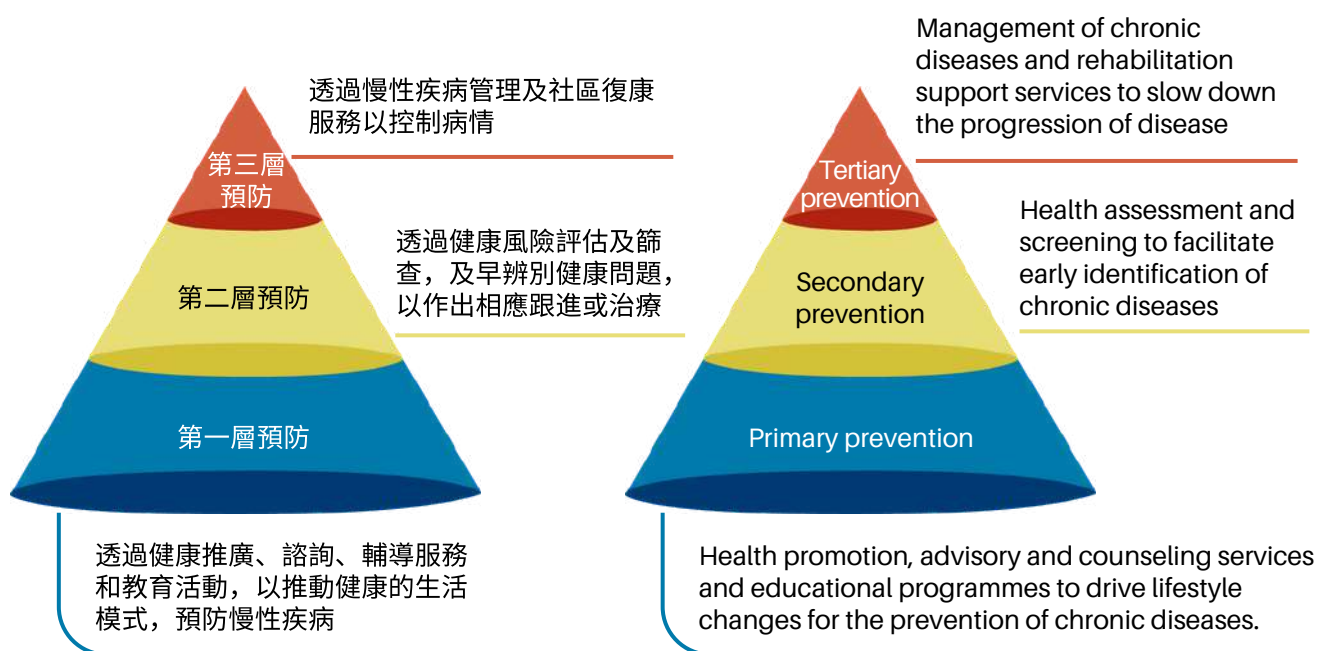 透過慢性疾病管理及社區復康
服務以控制病情
第三層
預防
透過健康風險評估及篩
查，及早辨別健康問題，
以作出相應跟進或治療
第二層預防
第一層預防
透過健康推廣、諮詢、輔導服務
和教育活動，以推動健康的生活
模式，預防慢性疾病
Management of chronic
diseases and rehabilitation
support services to slow down
the progression of disease
Tertiary
prevention
Health assessment and
screening to facilitate
early identification of
chronic diseases
Secondary
prevention
Primary prevention
Health promotion, advisory and counseling services
and educational programmes to drive lifestyle
changes for the prevention of chronic diseases.